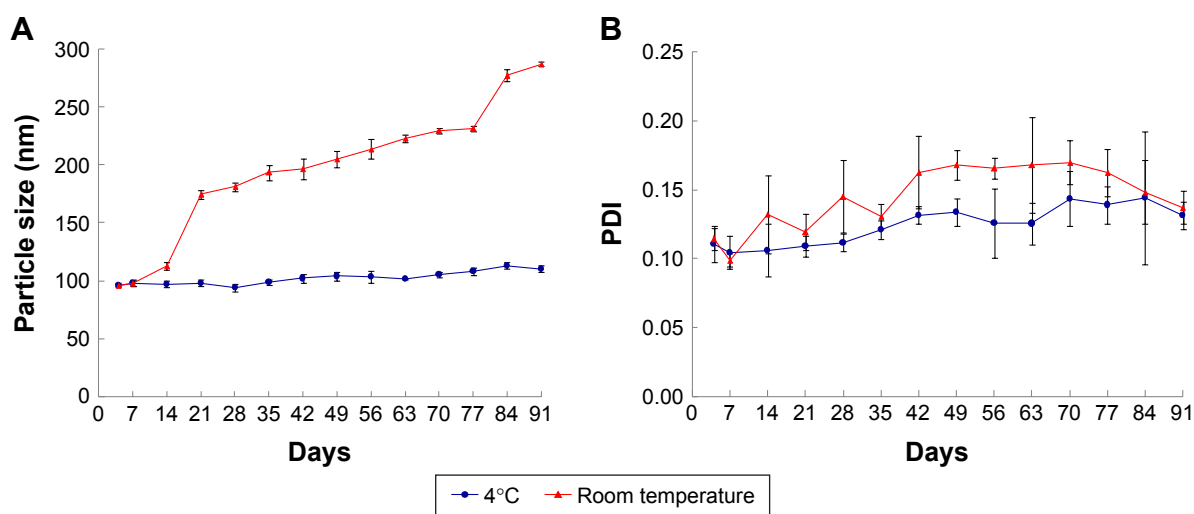 A
Particle size (nm)
300
250
200
150
100
50
0
0 7 14 21 28 35 42 49 56 63 70 77 84 91
Days
B
PDI
0.25
0.20
0.15
0.10
0.05
0.00
0 7 14 21 28 35 42 49 56 63 70 77 84 91
Days
4°C Room temperature